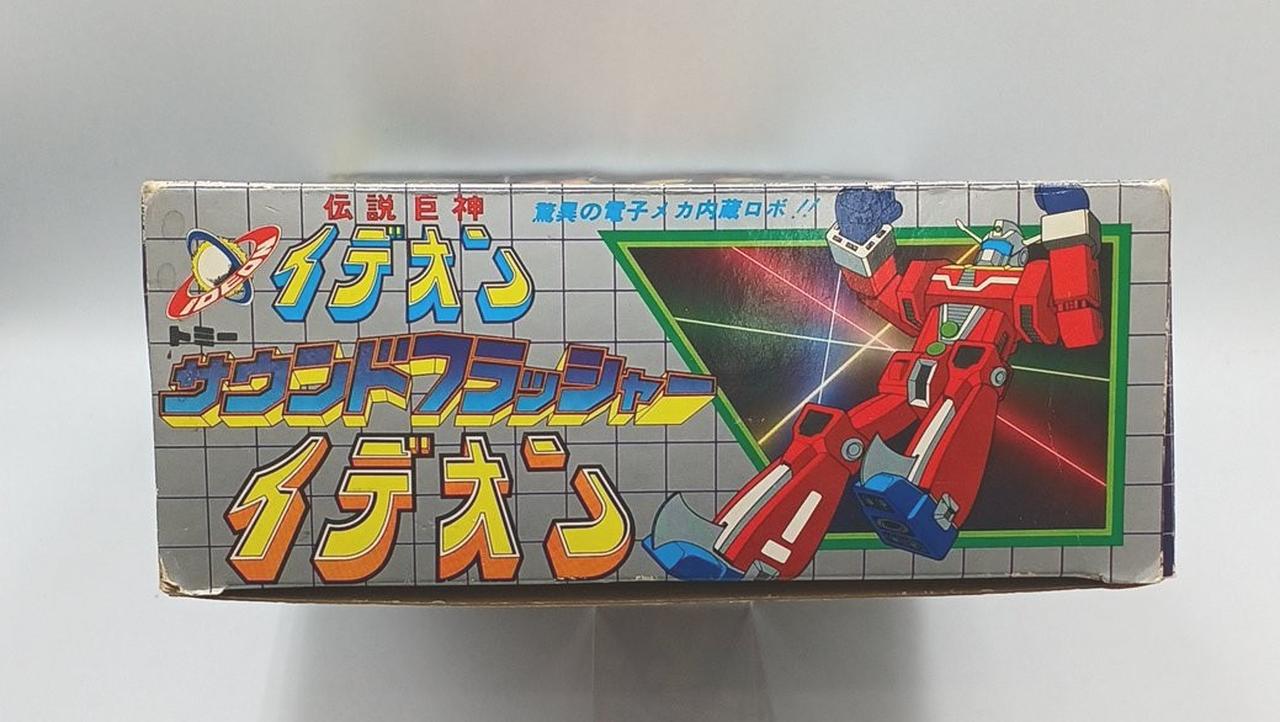 伝説巨神
驚異の電子メカ内蔵ロボ!!
イデオン
IDEON
トミー
サウンドフラッシャー
イデオン